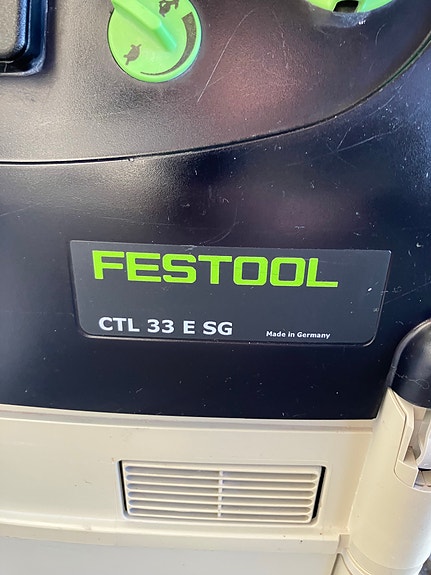 FESTOOL
CTL 33 E SG Made in Germany